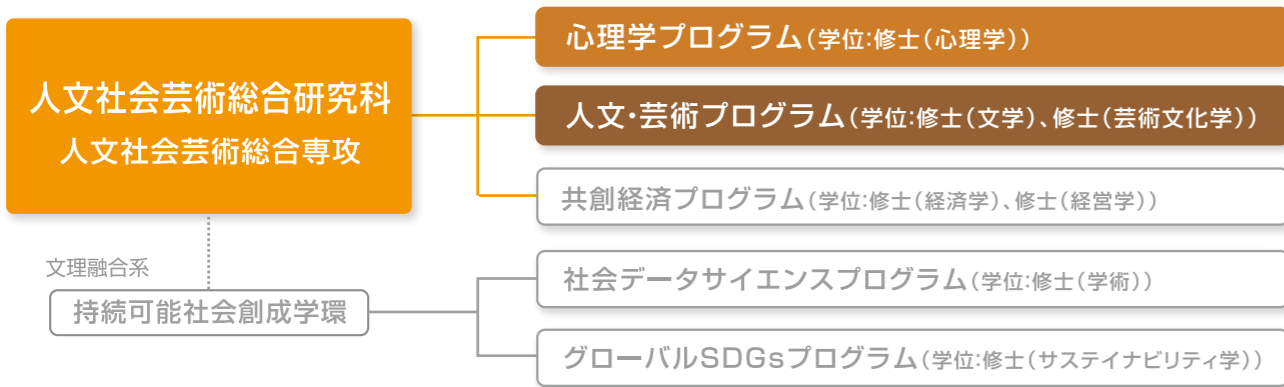 人文社会芸術総合研究科
人文社会芸術総合専攻
心理学プログラム(学位:修士(心理学))
人文・芸術プログラム(学位:修士(文学)、修士(芸術文化学))
共創経済プログラム(学位:修士(経済学)、修士(経営学))
文理融合系
持続可能社会創成学環
社会データサイエンスプログラム(学位:修士(学術))
グローバルSDGsプログラム(学位:修士(サステイナビリティ学))